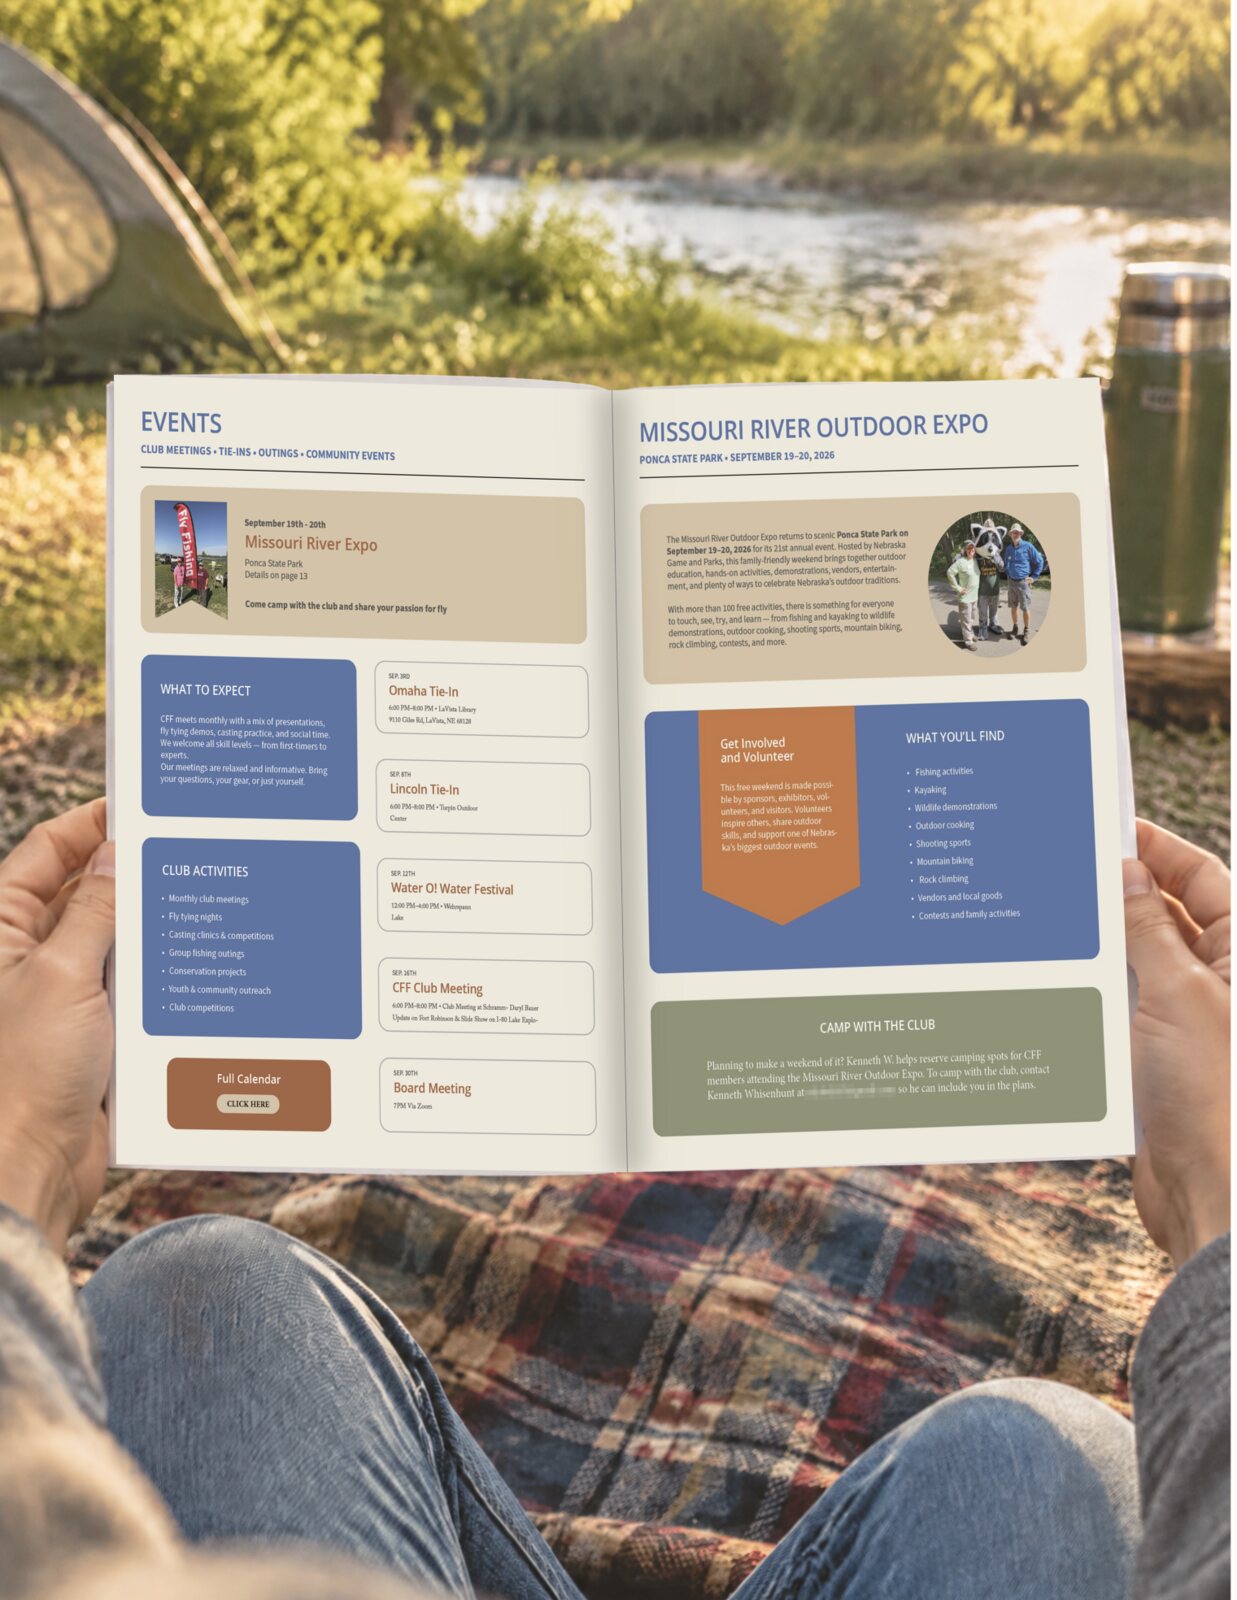 EVENTS
CLUB MEETINGS • TIE-INS • OUTINGS • COMMUNITY EVENTS
Fly Fishing
September 19th - 20th
Missouri River Expo
Ponca State Park
Details on page 13
Come camp with the club and share your passion for fly
WHAT TO EXPECT
CFF meets monthly with a mix of presentations,
fly tying demos, casting practice, and social time.
We welcome all skill levels — from first-timers to
experts.
Our meetings are relaxed and informative. Bring
your questions, your gear, or just yourself.
CLUB ACTIVITIES
• Monthly club meetings
• Fly tying nights
• Casting clinics & competitions
• Group fishing outings
• Conservation projects
• Youth & community outreach
• Club competitions
Full Calendar
CLICK HERE
SEP. 3RD
Omaha Tie-In
6:00 PM–8:00 PM • LaVista Library
9110 Giles Rd, LaVista, NE 68128
SEP. 8TH
Lincoln Tie-In
6:00 PM–8:00 PM • Turpin Outdoor
Center
SEP. 12TH
Water O! Water Festival
12:00 PM–4:00 PM • Wehrspann
Lake
SEP. 16TH
CFF Club Meeting
6:00 PM–8:00 PM • Club Meeting at Schramm- Daryl Bauer
Update on Fort Robinson & Slide Show on I-80 Lake Explo-
SEP. 30TH
Board Meeting
7PM Via Zoom
MISSOURI RIVER OUTDOOR EXPO
PONCA STATE PARK • SEPTEMBER 19–20, 2026
The Missouri River Outdoor Expo returns to scenic Ponca State Park on
September 19–20, 2026 for its 21st annual event. Hosted by Nebraska
Game and Parks, this family-friendly weekend brings together outdoor
education, hands-on activities, demonstrations, vendors, entertain-
ment, and plenty of ways to celebrate Nebraska's outdoor traditions.
With more than 100 free activities, there is something for everyone
to touch, see, try, and learn — from fishing and kayaking to wildlife
demonstrations, outdoor cooking, shooting sports, mountain biking,
rock climbing, contests, and more.
Get Involved
and Volunteer
This free weekend is made possi-
ble by sponsors, exhibitors, vol-
unteers, and visitors. Volunteers
inspire others, share outdoor
skills, and support one of Nebras-
ka's biggest outdoor events.
WHAT YOU'LL FIND
• Fishing activities
• Kayaking
• Wildlife demonstrations
• Outdoor cooking
• Shooting sports
• Mountain biking
• Rock climbing
• Vendors and local goods
• Contests and family activities
CAMP WITH THE CLUB
Planning to make a weekend of it? Kenneth W. helps reserve camping spots for CFF
members attending the Missouri River Outdoor Expo. To camp with the club, contact
Kenneth Whisenhunt at so he can include you in the plans.